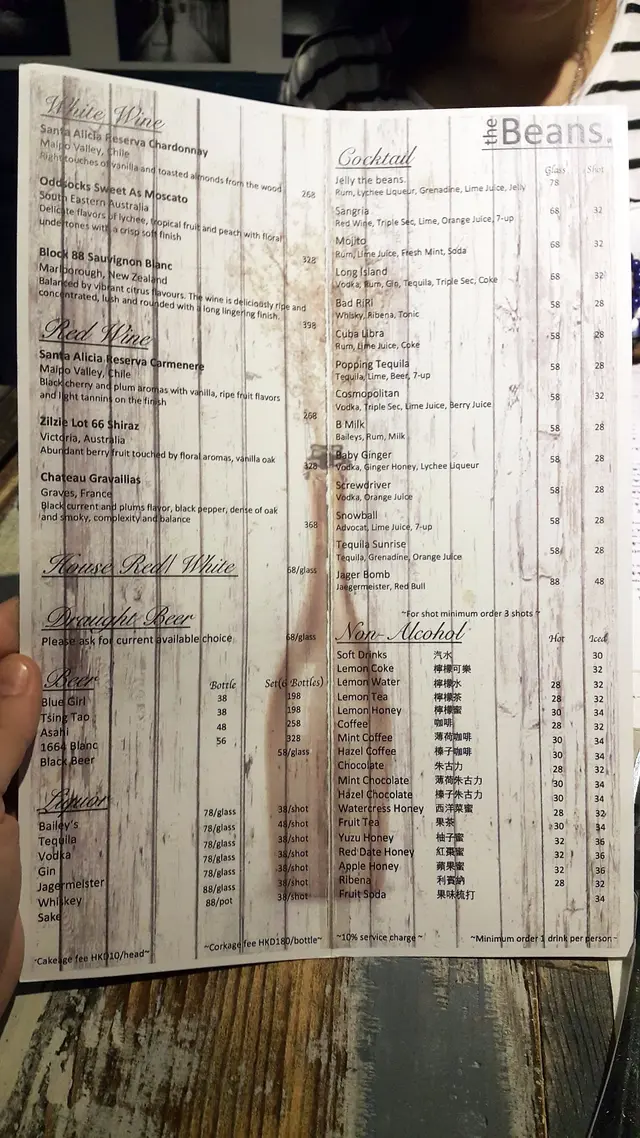 White Wine
Santa Alicia Reserva Chardonnay
Maipo Valley, Chile
Right touches of vanilla and toasted almonds from the wood
268
Oddsocks Sweet As Moscato
South Eastern Australia
Delicate flavors of lychee, tropical fruit and peach with floral
undertones with a crisp soft finish
328
Block 88 Sauvignon Blanc
Marlborough, New Zealand
Balanced by vibrant citrus flavours. The wine is deliciously ripe and
concentrated, lush and rounded with a long lingering finish.
398
Red Wine
Santa Alicia Reserva Carmenere
Maipo Valley, Chile
Black cherry and plum aromas with vanilla, ripe fruit flavors
and light tannins on the finish
268
Zilzie Lot 66 Shiraz
Victoria, Australia
Abundant berry fruit touched by floral aromas, vanilla oak
328
Chateau Gravaillas
Graves, France
Black current and plums flavor, black pepper, dense of oak
and smoky, complexity and balance
368
House Red/ White 68/glass
Draught Beer
Please ask for current available choice 68/glass
Beer Bottle Set(6 Bottles)
Blue Girl 38 198
Tsing Tap 38 198
Asahi 48 258
1664 Blanc 56 328
Black Beer 58/glass
Liquor
Bailey's 78/glass 38/shot
Tequila 78/glass 48/shot
Vodka 78/glass 38/shot
Gin 78/glass 38/shot
Jagermeister 78/glass 38/shot
Whiskey 88/glass 38/shot
Sake 88/pot 38/shot
~Cakeage fee HKD10/head~ ~Corkage fee HKD180/bottle~
the Beans.
Cocktail Glass Shot
Jelly the beans 78
Rum, Lychee Liqueur, Grenadine, Lime Juice, Jelly
Sangria 68 32
Red Wine, Triple Sec, Lime, Orange Juice, 7-up
Mojito 68 32
Rum, Lime Juice, Fresh Mint, Soda
Long Island 68 32
Vodka, Rum, Gin, Tequila, Triple Sec, Coke
Bad RiRi 58 28
Whisky, Ribena, Tonic
Cuba Libra 58 28
Rum, Lime Juice, Coke
Popping Tequila 58 28
Tequila, Lime, Beer, 7-up
Cosmopolitan 58 32
Vodka, Triple Sec, Lime Juice, Berry Juice
B Milk 58 28
Baileys, Rum, Milk
Baby Ginger 58 28
Vodka, Ginger Honey, Lychee Liqueur
Screwdriver 58 28
Vodka, Orange Juice
Snowball 58 28
Advocat, Lime Juice, 7-up
Tequila Sunrise 58 28
Tequila, Grenadine, Orange Juice
Jager Bomb 88 48
Jaegermeister, Red Bull
~For shot minimum order 3 shots~
Non-Alcohol Hot Iced
Soft Drinks 汽水 30
Lemon Coke 檸檬可樂 32
Lemon Water 檸檬水 28 32
Lemon Tea 檸檬茶 28 32
Lemon Honey 檸檬蜜 30 34
Coffee 咖啡 28 32
Mint Coffee 薄荷咖啡 30 34
Hazel Coffee 榛子咖啡 30 34
Chocolate 朱古力 28 32
Mint Chocolate 薄荷朱古力 30 34
Hazel Chocolate 榛子朱古力 30 34
Watercress Honey 西洋菜蜜 28 32
Fruit Tea 果茶 30 34
Yuzu Honey 柚子蜜 32 36
Red Date Honey 紅棗蜜 32 36
Apple Honey 蘋果蜜 32 36
Ribena 利賓納 28 32
Fruit Soda 果味梳打 34
~10% service charge~ ~Minimum order 1 drink per person~